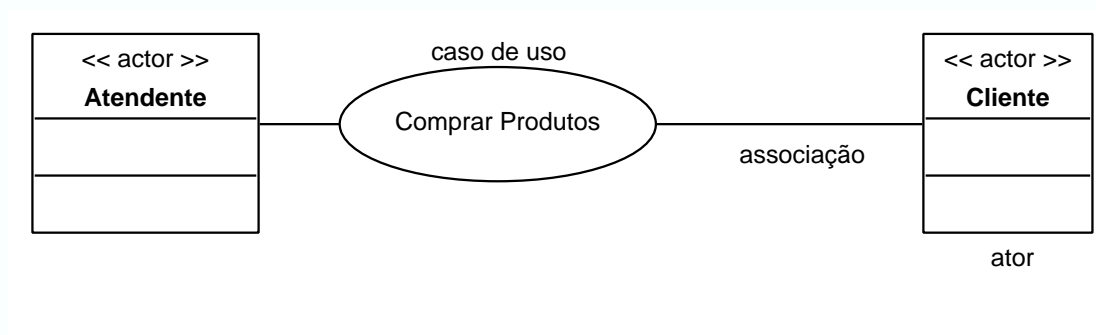 << actor >>
Atendente
caso de uso
Comprar Produtos
associação
<< actor >>
Cliente
ator